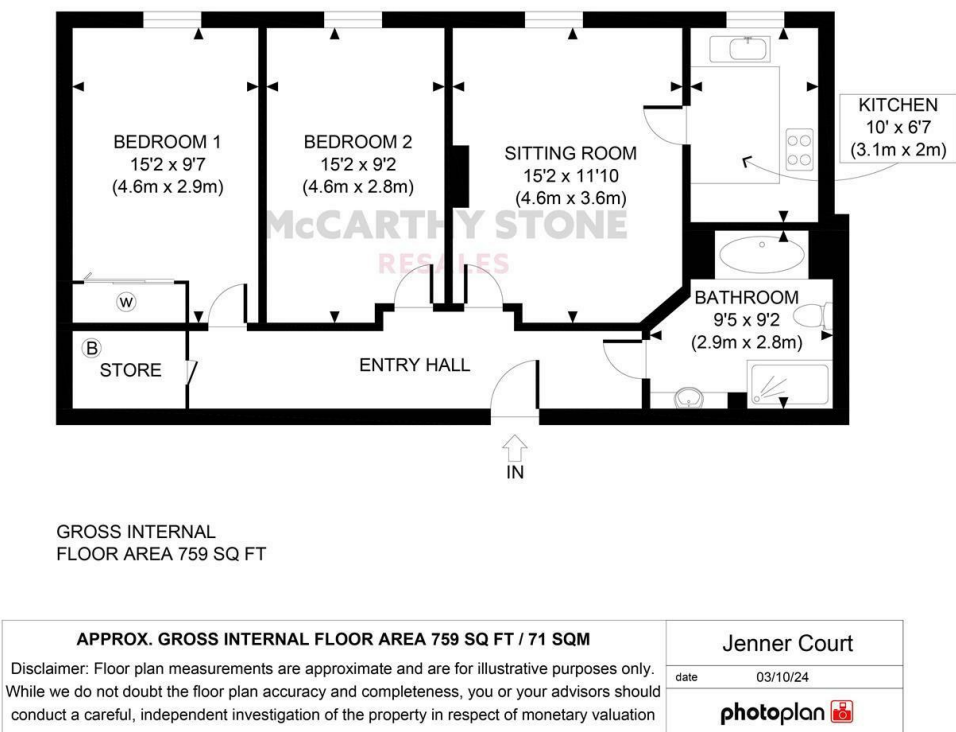 BEDROOM 1
15'2 x 9'7
(4.6m x 2.9m)
BEDROOM 2
15'2 x 9'2
(4.6m x 2.8m)
SITTING ROOM
15'2 x 11'10
(4.6m x 3.6m)
KITCHEN
10' x 6'7
(3.1m x 2m)
McCARTHY STONE
RESALES
W
BATHROOM
9'5 x 9'2
(2.9m x 2.8m)
B
STORE
ENTRY HALL
IN
GROSS INTERNAL
FLOOR AREA 759 SQ FT
APPROX. GROSS INTERNAL FLOOR AREA 759 SQ FT / 71 SQM
Disclaimer: Floor plan measurements are approximate and are for illustrative purposes only.
While we do not doubt the floor plan accuracy and completeness, you or your advisors should
conduct a careful, independent investigation of the property in respect of monetary valuation
Jenner Court
date 03/10/24
photoplan